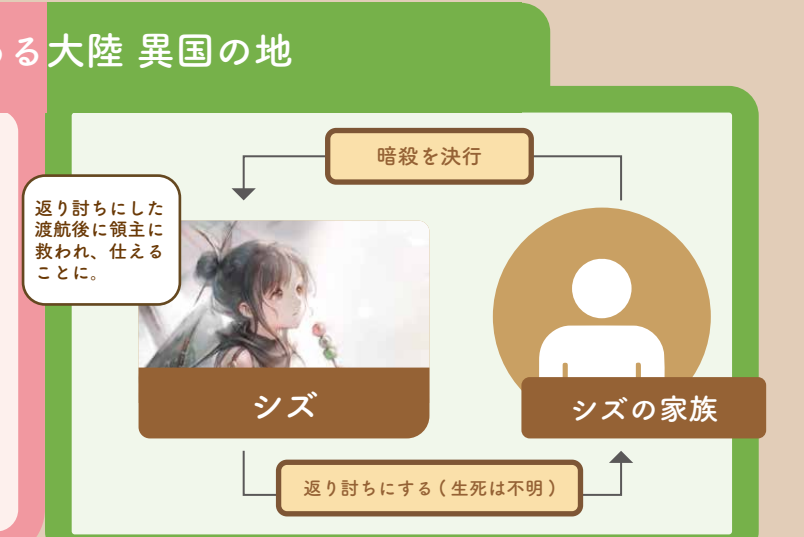 る大陸 異国の地
暗殺を決行
返り討ちにした
渡航後に領主に
救われ、仕える
ことに。
シズ
シズの家族
返り討ちにする ( 生死は不明 )